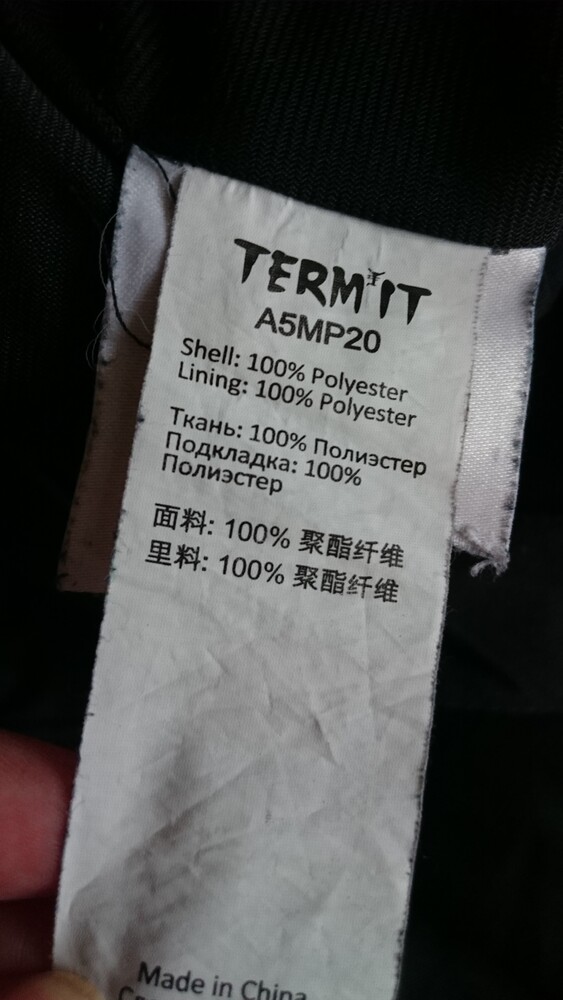 TERMIT
A5MP20
Shell: 100% Polyester
Lining: 100% Polyester
Ткань: 100% Полиэстер
Подкладка: 100%
Полиэстер
面料: 100% 聚酯纤维
里料: 100% 聚酯纤维
Made in China